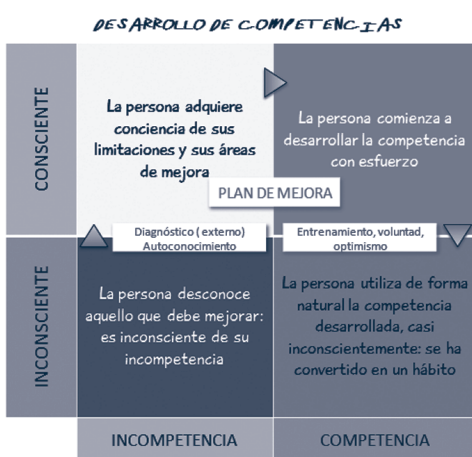 DESARROLLO DE COMPETENCIAS
CONSCIENTE
La persona adquiere
conciencia de sus
limitaciones y sus áreas
de mejora
La persona comienza a
desarrollar la competencia
con esfuerzo
PLAN DE MEJORA
Diagnóstico ( externo)
Autoconocimiento
Entrenamiento, voluntad,
optimismo
INCONSCIENTE
La persona desconoce
aquello que debe mejorar:
es inconsciente de su
incompetencia
La persona utiliza de forma
natural la competencia
desarrollada, casi
inconscientemente: se ha
convertido en un hábito
INCOMPETENCIA
COMPETENCIA